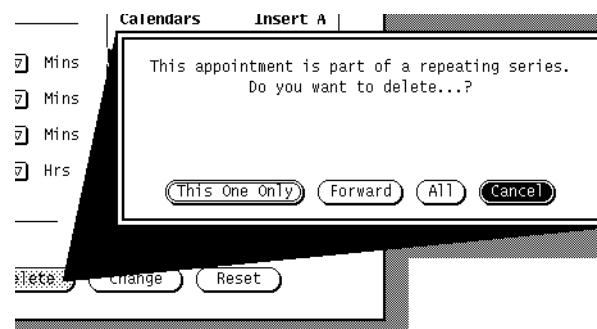 Calendars Insert A
Mins
Mins
Mins
Hrs
This appointment is part of a repeating series.
Do you want to delete...?
This One Only Forward All Cancel
elete Change Reset